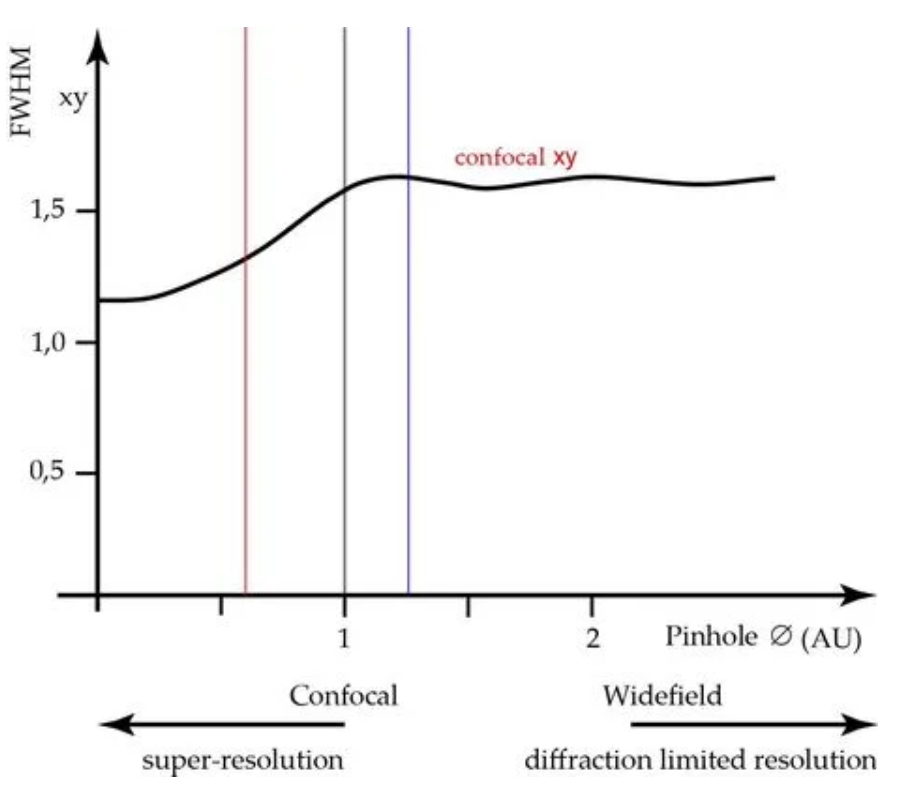 FWHM
xy
confocal xy
1,5
1,0
0,5
1
2
Pinhole ∅ (AU)
Confocal
Widefield
super-resolution
diffraction limited resolution